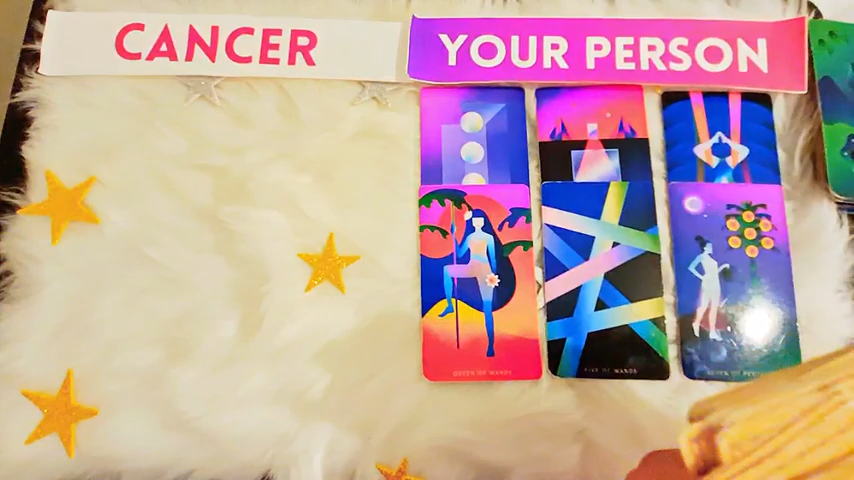 CANCER
YOUR PERSON
QUEEN OF WANDS
FIVE OF WANDS